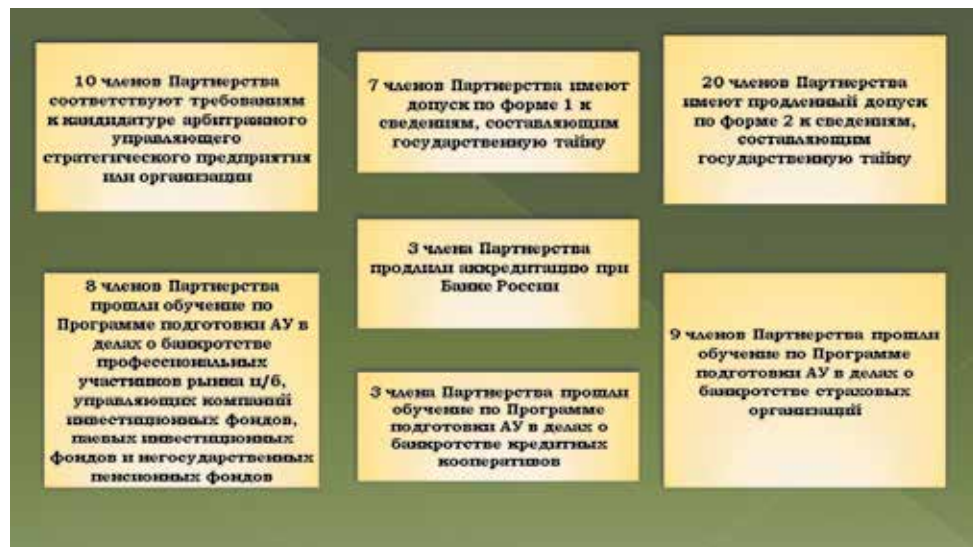 10 членов Партнерства
соответствуют требованиям
к кандидатуре арбитражного
управляющего
стратегического предприятия
или организации
7 членов Партнерства имеют
допуск по форме 1 к
сведениям, составляющим
государственную тайну
20 членов Партнерства
имеют продленный допуск
по форме 2 к сведениям,
составляющим
государственную тайну
3 члена Партнерства
продлили аккредитацию при
Банке России
8 членов Партнерства
прошли обучение по
Программе подготовки АУ в
делах о банкротстве
профессиональных
участников рынка ц/б,
управляющих компаний
инвестиционных фондов,
паевых инвестиционных
фондов и негосударственных
пенсионных фондов
3 члена Партнерства прошли
обучение по Программе
подготовки АУ в делах о
банкротстве кредитных
кооперативов
9 членов Партнерства прошли
обучение по Программе
подготовки АУ в делах о
банкротстве страховых
организаций